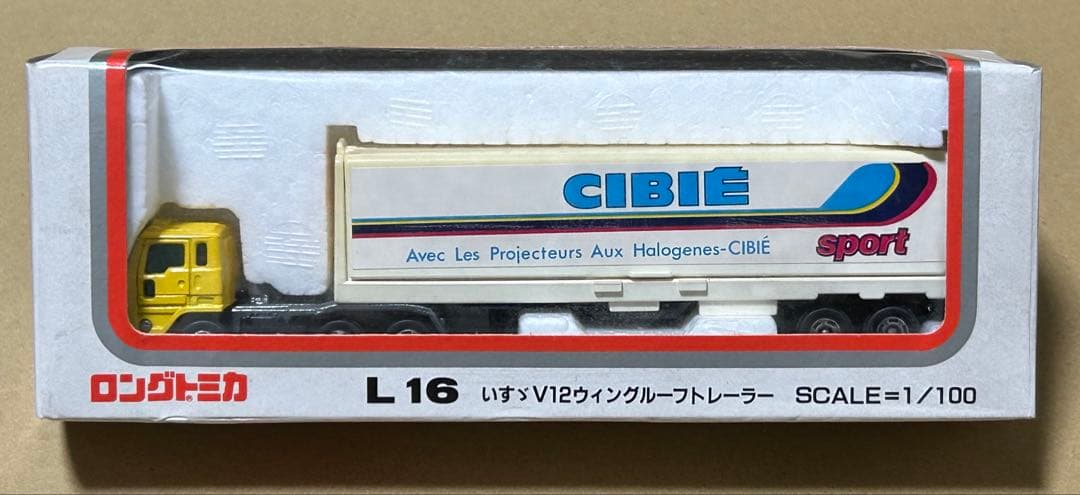 CIBIÉ
Avec Les Projecteurs Aux Halogenes-CIBIÉ
sport
ロングトミカ®
L16 いすゞV12ウィングルーフトレーラー SCALE=1/100